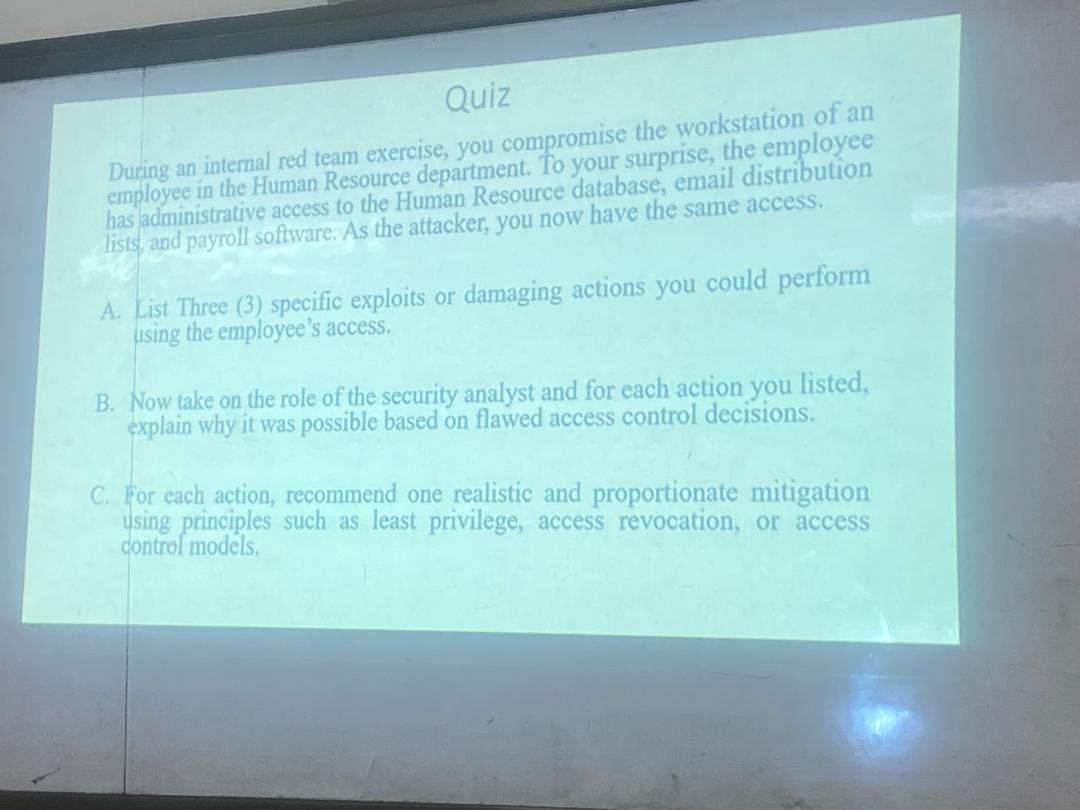 Quiz
During an internal red team exercise, you compromise the workstation of an
employee in the Human Resource department. To your surprise, the employee
has administrative access to the Human Resource database, email distribution
lists, and payroll software. As the attacker, you now have the same access.
A. List Three (3) specific exploits or damaging actions you could perform
using the employee's access.
B. Now take on the role of the security analyst and for each action you listed,
explain why it was possible based on flawed access control decisions.
C. For each action, recommend one realistic and proportionate mitigation
using principles such as least privilege, access revocation, or access
control models.